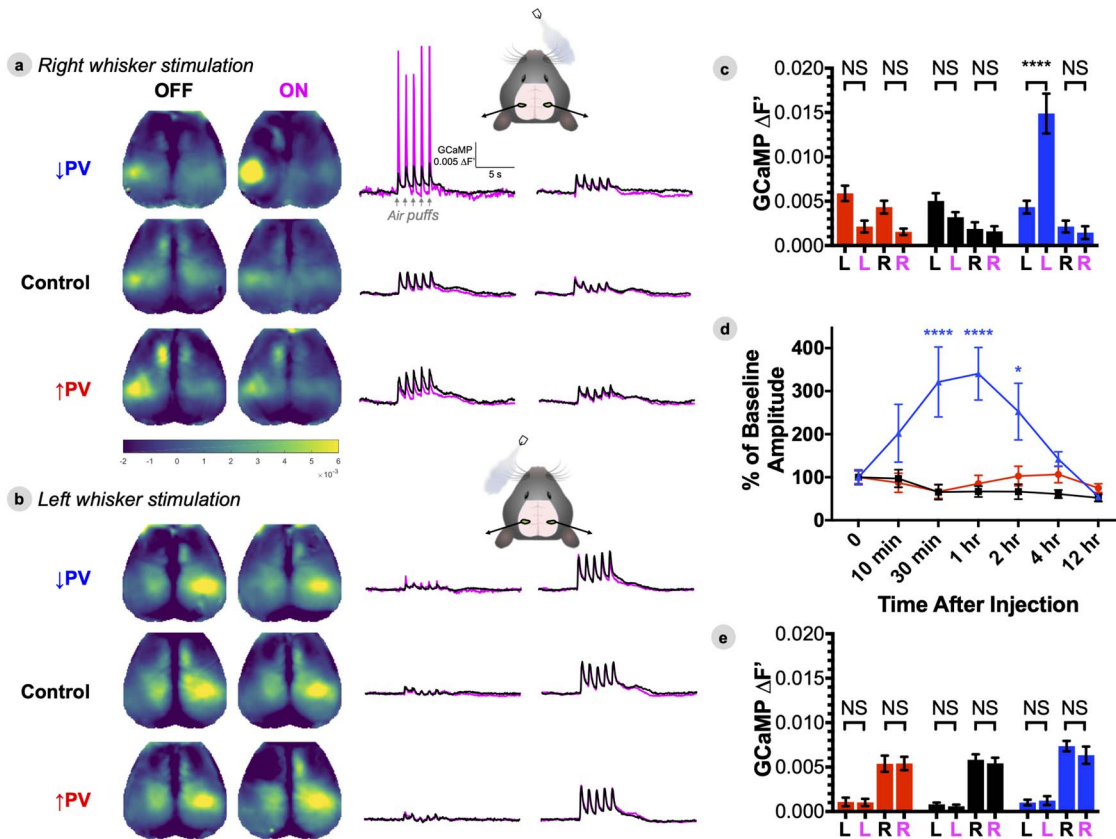 a Right whisker stimulation
OFF ON
↓PV
GCaMP
0.005 ΔF'
5 s
Air puffs
Control
↑PV
-2 -1 0 1 2 3 4 5 6
×10⁻³
b Left whisker stimulation
↓PV
Control
↑PV
c
NS NS NS NS **** NS
GCaMP ΔF'
0.020
0.015
0.010
0.005
0.000
L L R R L L R R L L R R
d
**** **** *
% of Baseline
Amplitude
400
300
200
100
0
0 10 min 30 min 1 hr 2 hr 4 hr 12 hr
Time After Injection
e
GCaMP ΔF'
0.020
0.015
0.010
0.005
0.000
NS NS NS NS NS NS
L L R R L L R R L L R R